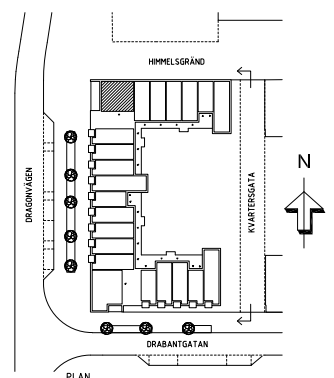 HIMMELSGRÄND
DRAGONVÄGEN
KVARTERSGATA
N
DRABANTGATAN
PLAN